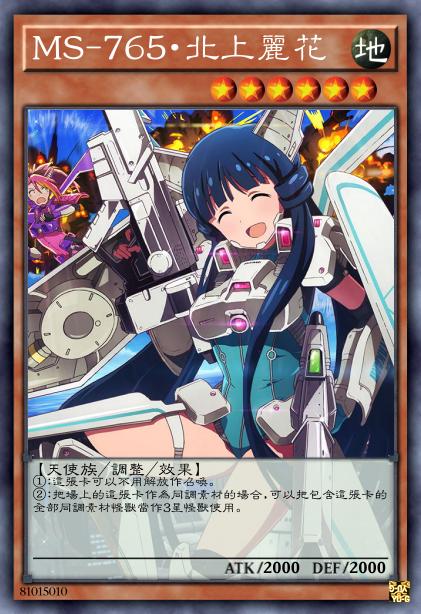 MS-765•北上麗花
地
【天使族／調整／效果】
①：這張卡可以不用解放作召喚。
②：把場上的這張卡作為同調素材的場合，可以把包含這張卡的
全部同調素材怪獸當作3星怪獸使用。
ATK/2000 DEF/2000
81015010